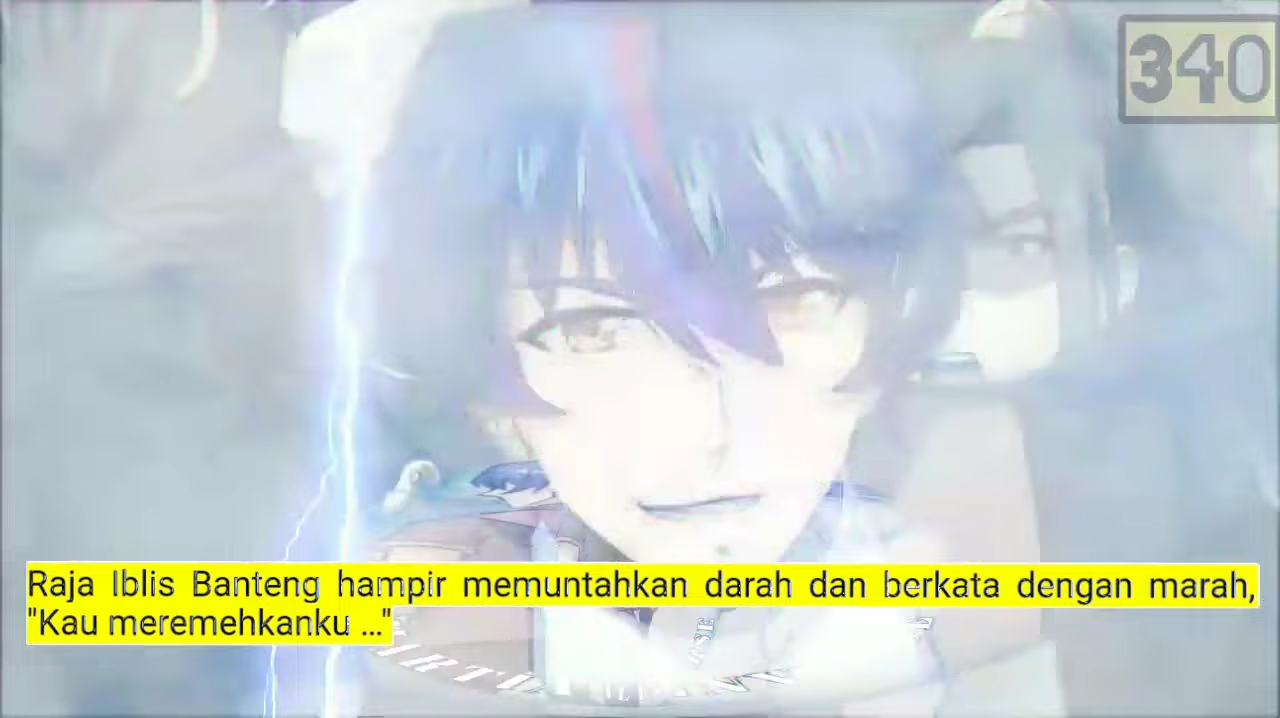 340
Raja Iblis Banteng hampir memuntahkan darah dan berkata dengan marah,
"Kau meremehkanku ..."